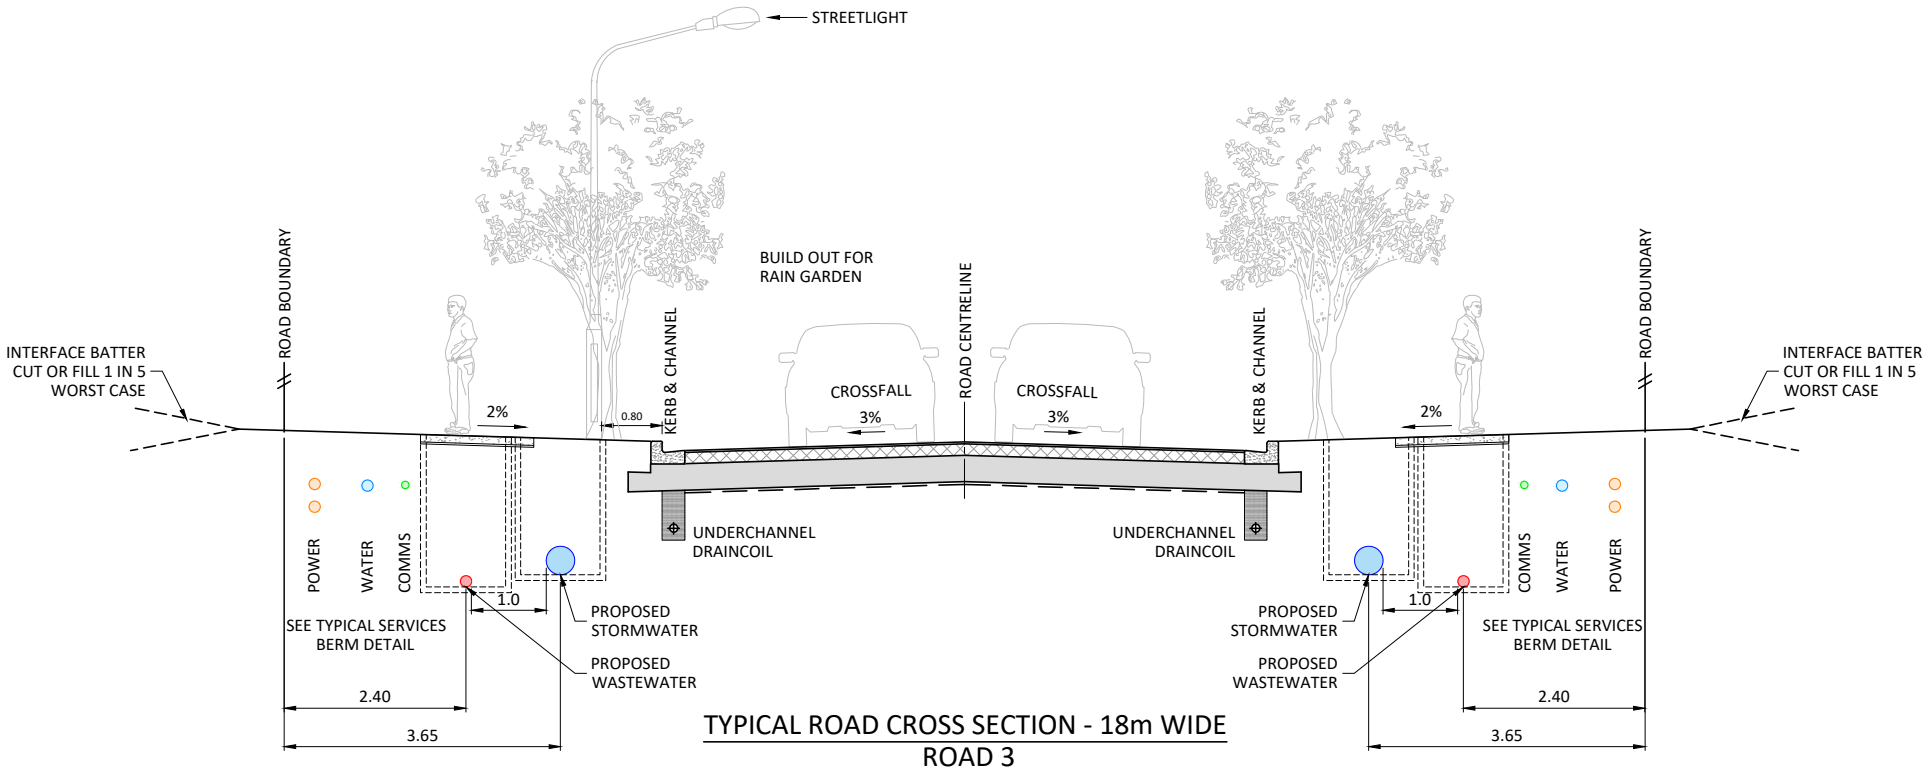 STREETLIGHT
ROAD BOUNDARY
BUILD OUT FOR
RAIN GARDEN
KERB & CHANNEL
ROAD CENTRELINE
KERB & CHANNEL
ROAD BOUNDARY
INTERFACE BATTER
CUT OR FILL 1 IN 5
WORST CASE
INTERFACE BATTER
CUT OR FILL 1 IN 5
WORST CASE
CROSSFALL
3%
CROSSFALL
3%
2%
0.80
2%
POWER
WATER
COMMS
UNDERCHANNEL
DRAINCOIL
UNDERCHANNEL
DRAINCOIL
COMMS
WATER
POWER
1.0
1.0
SEE TYPICAL SERVICES
BERM DETAIL
PROPOSED
STORMWATER
PROPOSED
WASTEWATER
PROPOSED
STORMWATER
PROPOSED
WASTEWATER
SEE TYPICAL SERVICES
BERM DETAIL
2.40
2.40
3.65
3.65
TYPICAL ROAD CROSS SECTION - 18m WIDE
ROAD 3